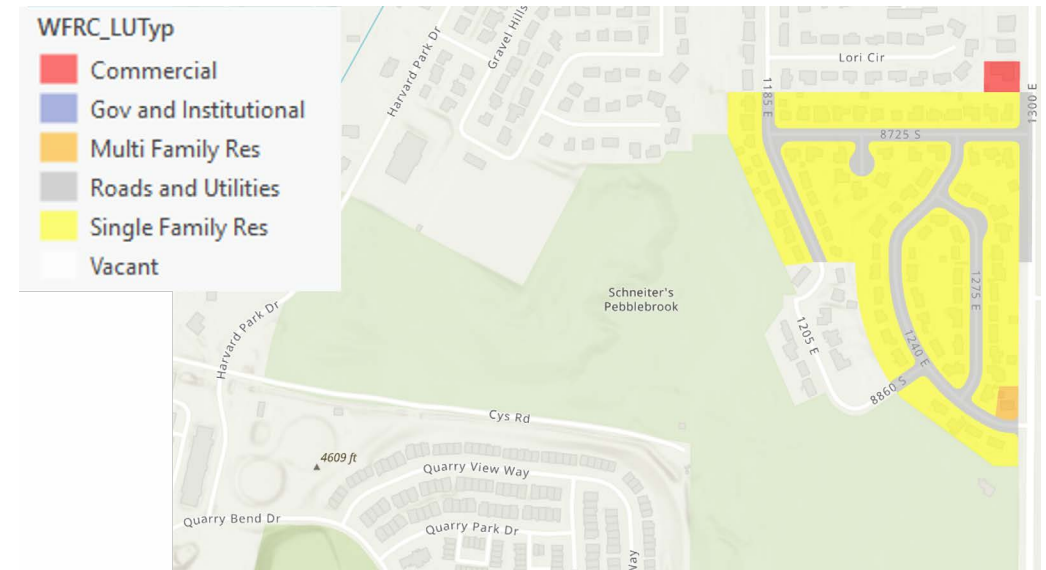 WFRC_LUTyp
Commercial
Gov and Institutional
Multi Family Res
Roads and Utilities
Single Family Res
Vacant
Harvard Park Dr
Gravel Hills
Lori Cir
1185 E
1300 E
8725 S
Schneiter's
Pebblebrook
1275 E
Harvard Park Dr
1205 E
1240 E
8860 S
Cys Rd
4609 ft
Quarry View Way
Quarry Bend Dr
Quarry Park Dr
Way